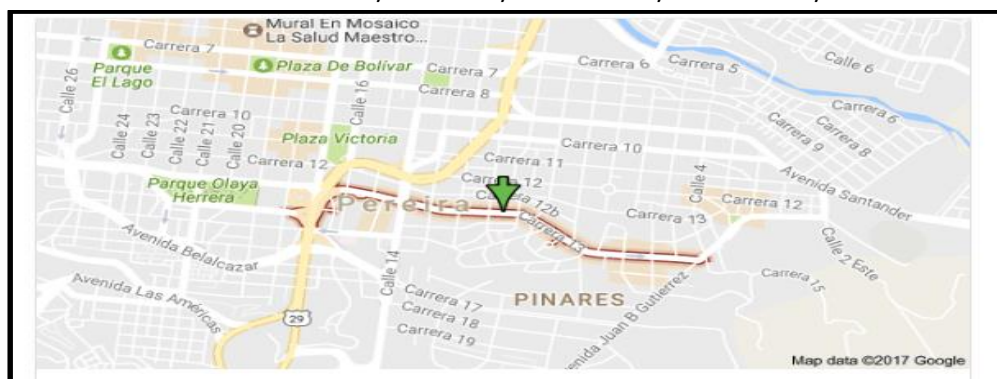 Mural En Mosaico
La Salud Maestro...
Carrera 7
Parque
El Lago
Plaza De Bolívar
Carrera 7
Carrera 6
Carrera 5
Calle 6
Calle 26
Calle 16
Carrera 8
Carrera 10
Calle 24
Calle 23
Calle 22
Calle 21
Calle 20
Plaza Victoria
Carrera 10
Carrera 6
Carrera 8
Carrera 9
Carrera 12
Carrera 11
Carrera 12
Calle 4
Avenida Santander
Parque Olaya
Herrera
Pereira
Carrera 12b
Carrera 13
Carrera 13
Carrera 12
Avenida Belalcazar
Calle 14
Calle 2 Este
Avenida Las Américas
29
Carrera 17
Carrera 18
Carrera 19
PINARES
Avenida Juan B Gutierrez
Carrera 15
Map data ©2017 Google